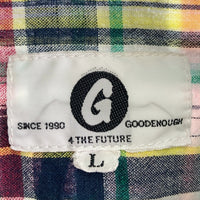 G
SINCE 1990 GOODENOUGH
4 THE FUTURE
L